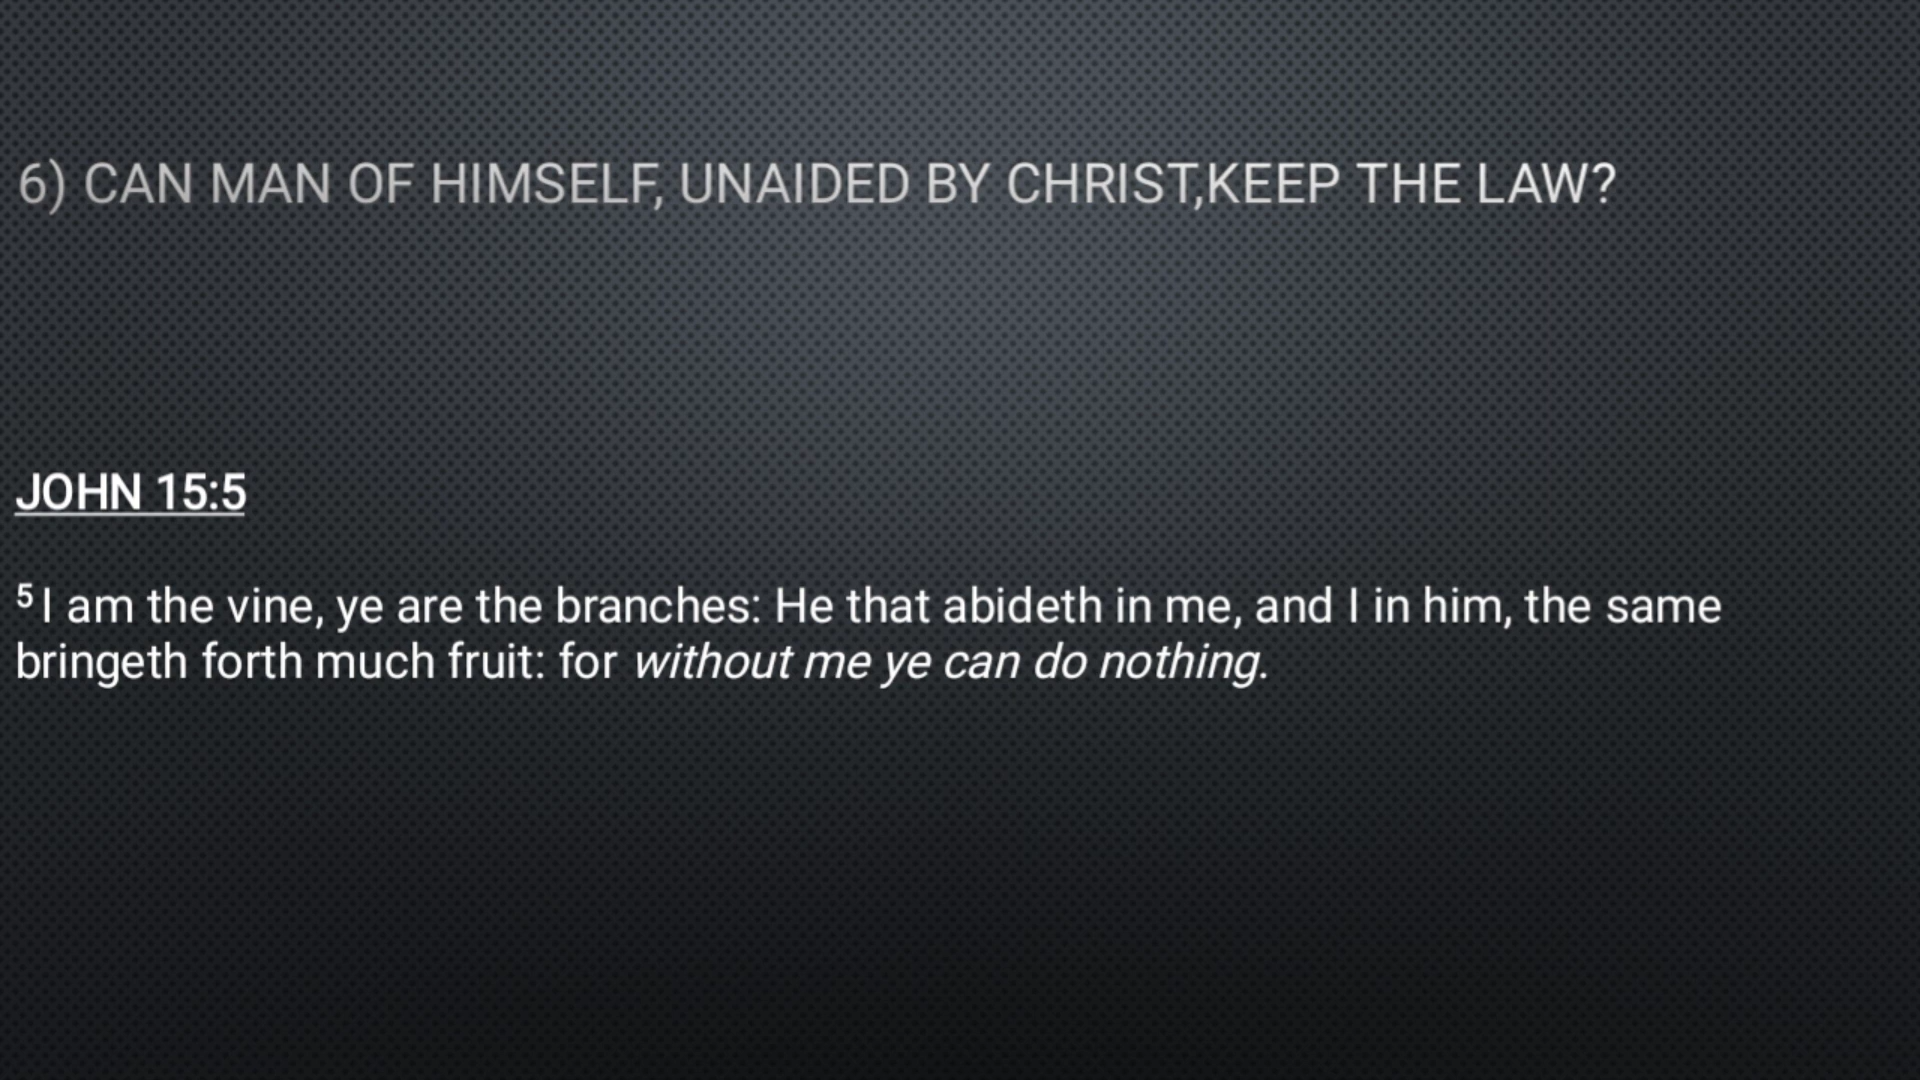 6) CAN MAN OF HIMSELF, UNAIDED BY CHRIST,KEEP THE LAW?
JOHN 15:5
5 I am the vine, ye are the branches: He that abideth in me, and I in him, the same
bringeth forth much fruit: for without me ye can do nothing.